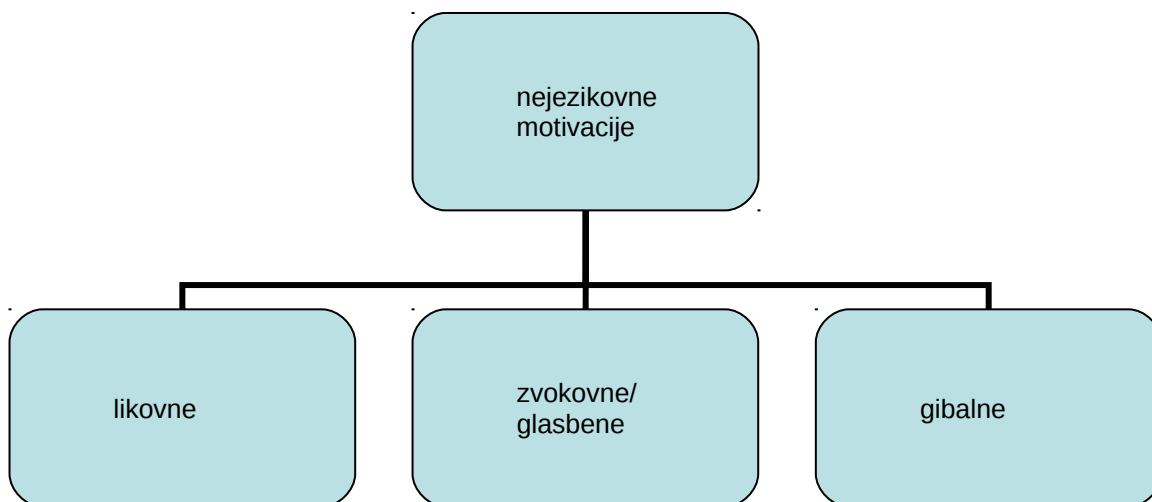 nejezikovne
motivacije
likovne
zvokovne/
glasbene
gibalne